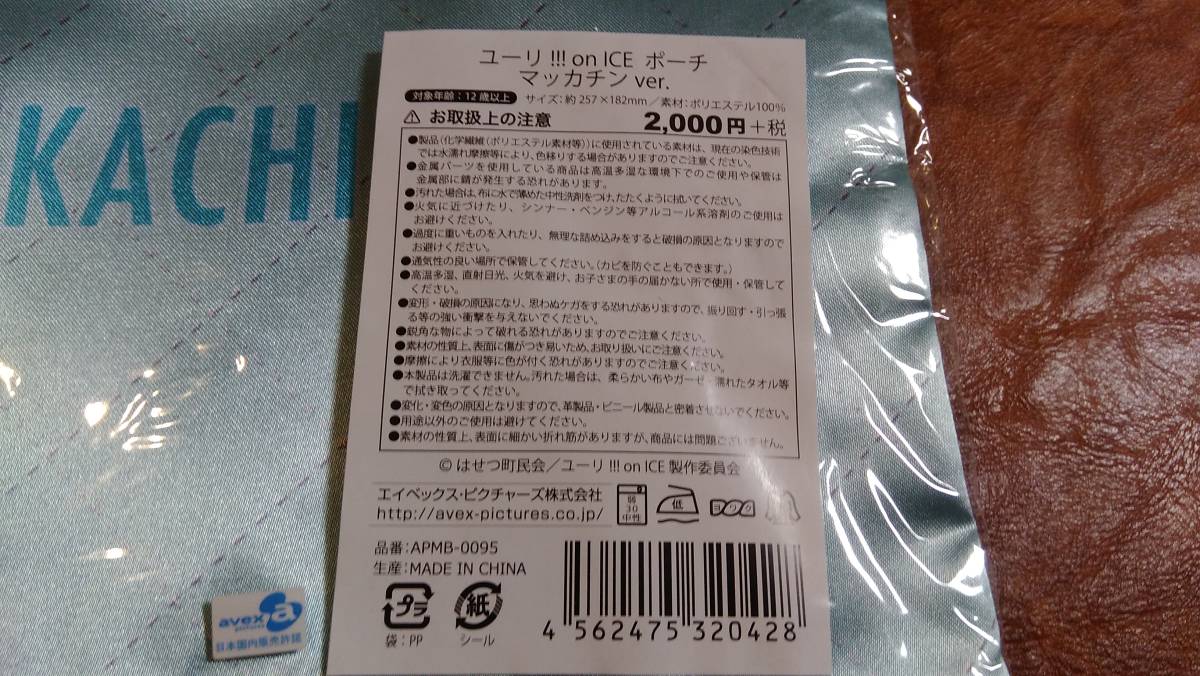 KACHI
ユーリ!!! on ICE ポーチ
マッカチン ver.
対象年齢：12歳以上 サイズ：約257×182mm／素材：ポリエステル100%
⚠ お取扱上の注意 2,000円+税
●製品（化学繊維（ポリエステル素材等））に使用されている素材は、現在の染色技術
では水濡れ摩擦等により、色移りする場合がありますのでご注意ください。
●金属パーツを使用している商品は高温多湿な環境下でのご使用や保管は
金属部に錆が発生する恐れがあります。
●汚れた場合は、布に水で薄めた中性洗剤をつけ、たたくように拭いてください。
●火気に近づけたり、シンナー・ベンジン等アルコール系溶剤のご使用は
お避けください。
●過度に重いものを入れたり、無理な詰め込みをすると破損の原因となりますので
お避けください。
●通気性の良い場所で保管してください。（カビを防ぐこともできます。）
●高温多湿、直射日光、火気を避け、お子さまの手の届かない所で使用・保管して
ください。
●変形・破損の原因になり、思わぬケガをする恐れがありますので、振り回す・引っ張
る等の強い衝撃を与えないでください。
●鋭角な物によって破れる恐れがありますのでご注意ください。
●素材の性質上、表面に傷がつき易いため、お取り扱いにご注意ください。
●摩擦により衣服等に色が付く恐れがありますのでご注意ください。
●本製品は洗濯できません。汚れた場合は、柔らかい布やガーゼ・濡れたタオル等
で拭き取ってください。
●変化・変色の原因となりますので、革製品・ビニール製品と密着させないでください。
●用途以外のご使用は避けてください。
●素材の性質上、表面に細かい折れ筋がありますが、商品には問題ございません。
© はせつ町民会／ユーリ!!! on ICE 製作委員会
エイベックス・ピクチャーズ株式会社
http://avex-pictures.co.jp/
弱
30
中性
低
ヨワク
品番：APMB-0095
生産：MADE IN CHINA
プラ
紙
袋：PP シール
4 562475 320428
avex a
pictures
日本国内販売許諾